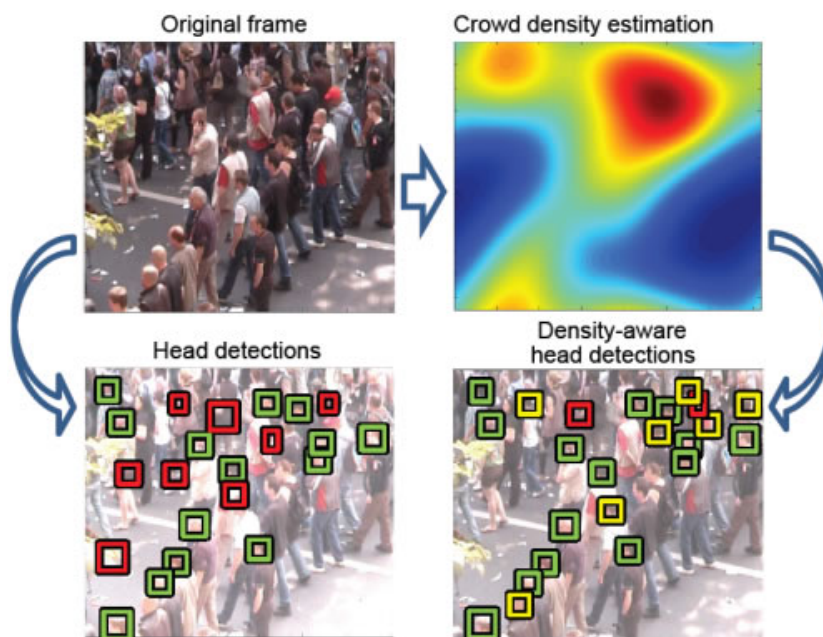 Original frame
Crowd density estimation
Head detections
Density-aware
head detections